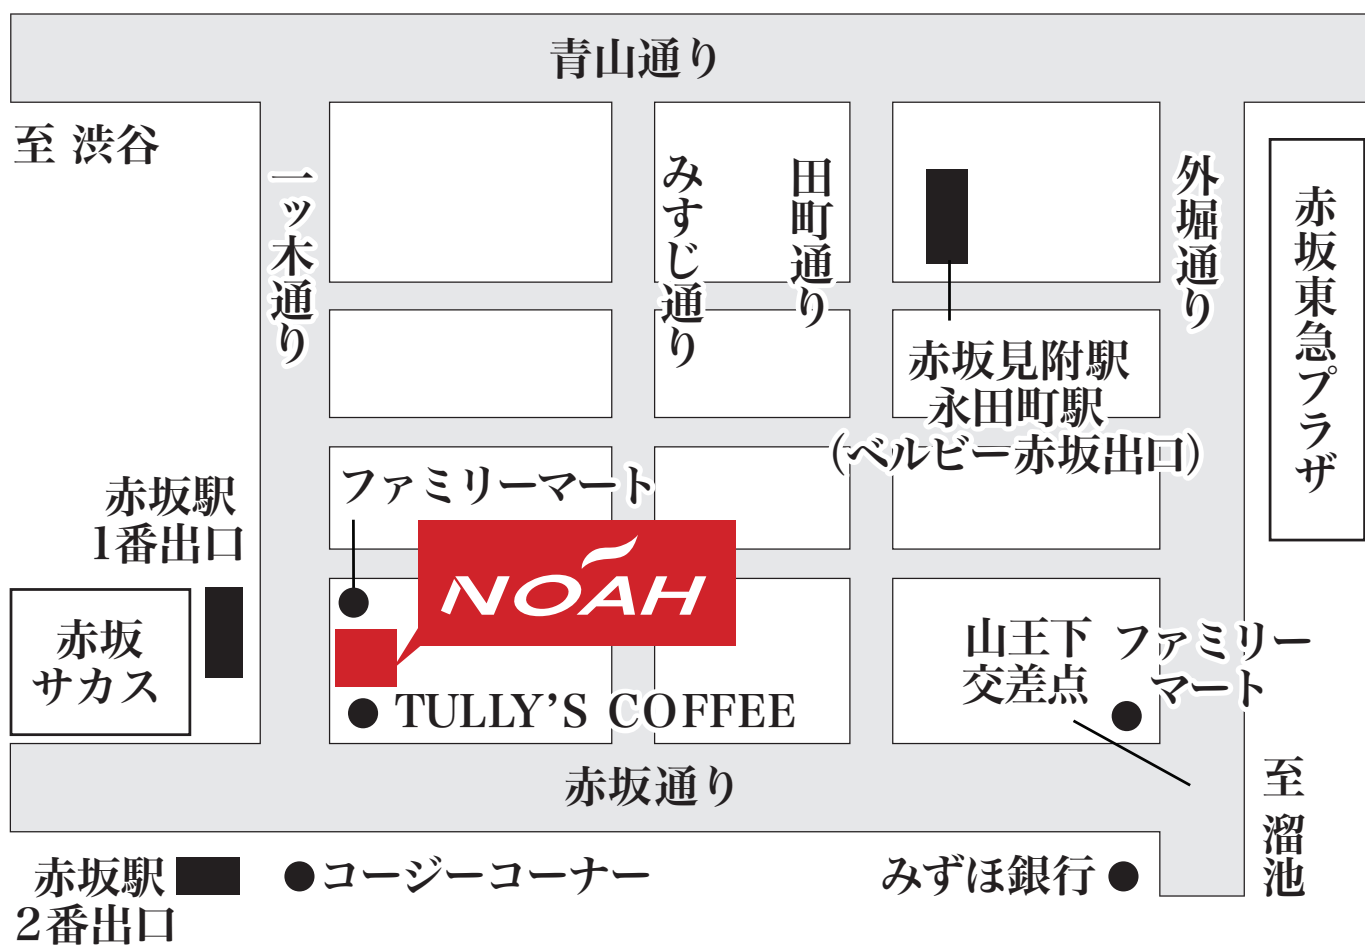 青山通り
至 渋谷
一ッ木通り
みすじ通り
田町通り
外堀通り
赤坂東急プラザ
赤坂見附駅
永田町駅
(ベルビー赤坂出口)
ファミリーマート
赤坂駅
1番出口
NOAH
赤坂
サカス
山王下
交差点
ファミリー
マート
TULLY’S COFFEE
赤坂通り
至 溜池
赤坂駅
2番出口
コージーコーナー
みずほ銀行